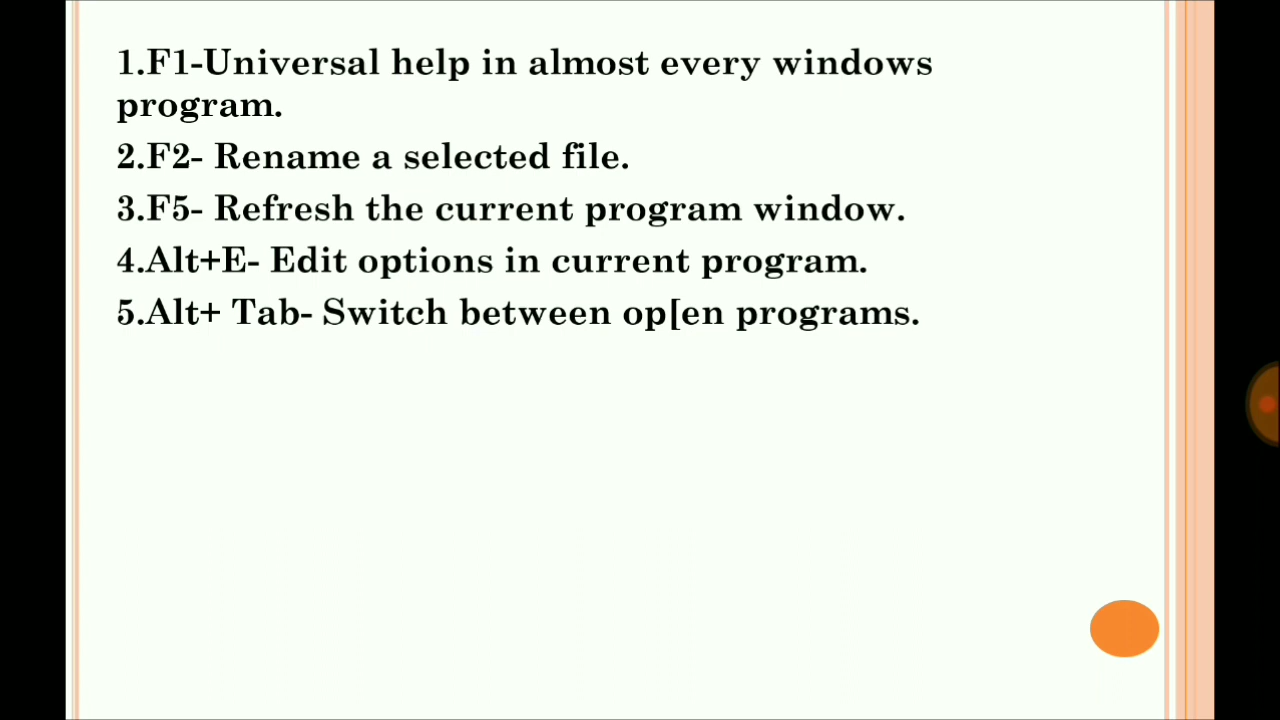 1.F1-Universal help in almost every windows
program.
2.F2- Rename a selected file.
3.F5- Refresh the current program window.
4.Alt+E- Edit options in current program.
5.Alt+ Tab- Switch between op[en programs.